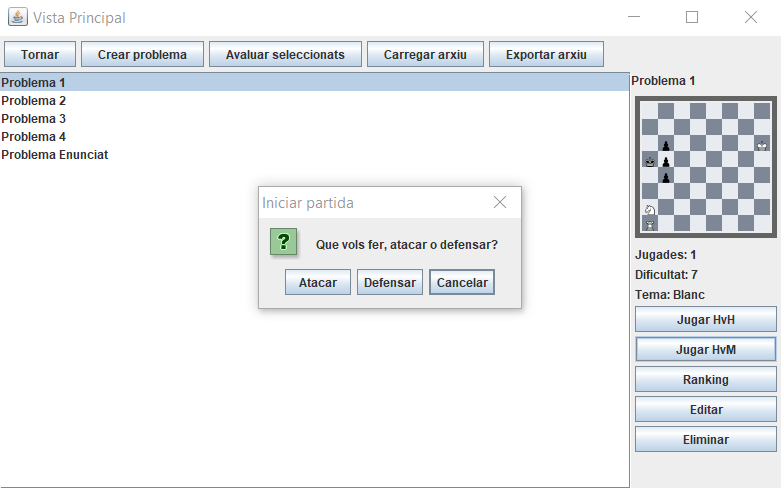 Vista Principal
Tornar
Crear problema
Avaluar seleccionats
Carregar arxiu
Exportar arxiu
Problema 1
Problema 2
Problema 3
Problema 4
Problema Enunciat
Iniciar partida
Que vols fer, atacar o defensar?
Atacar
Defensar
Cancelar
Problema 1
Jugades: 1
Dificultat: 7
Tema: Blanc
Jugar HvH
Jugar HvM
Ranking
Editar
Eliminar